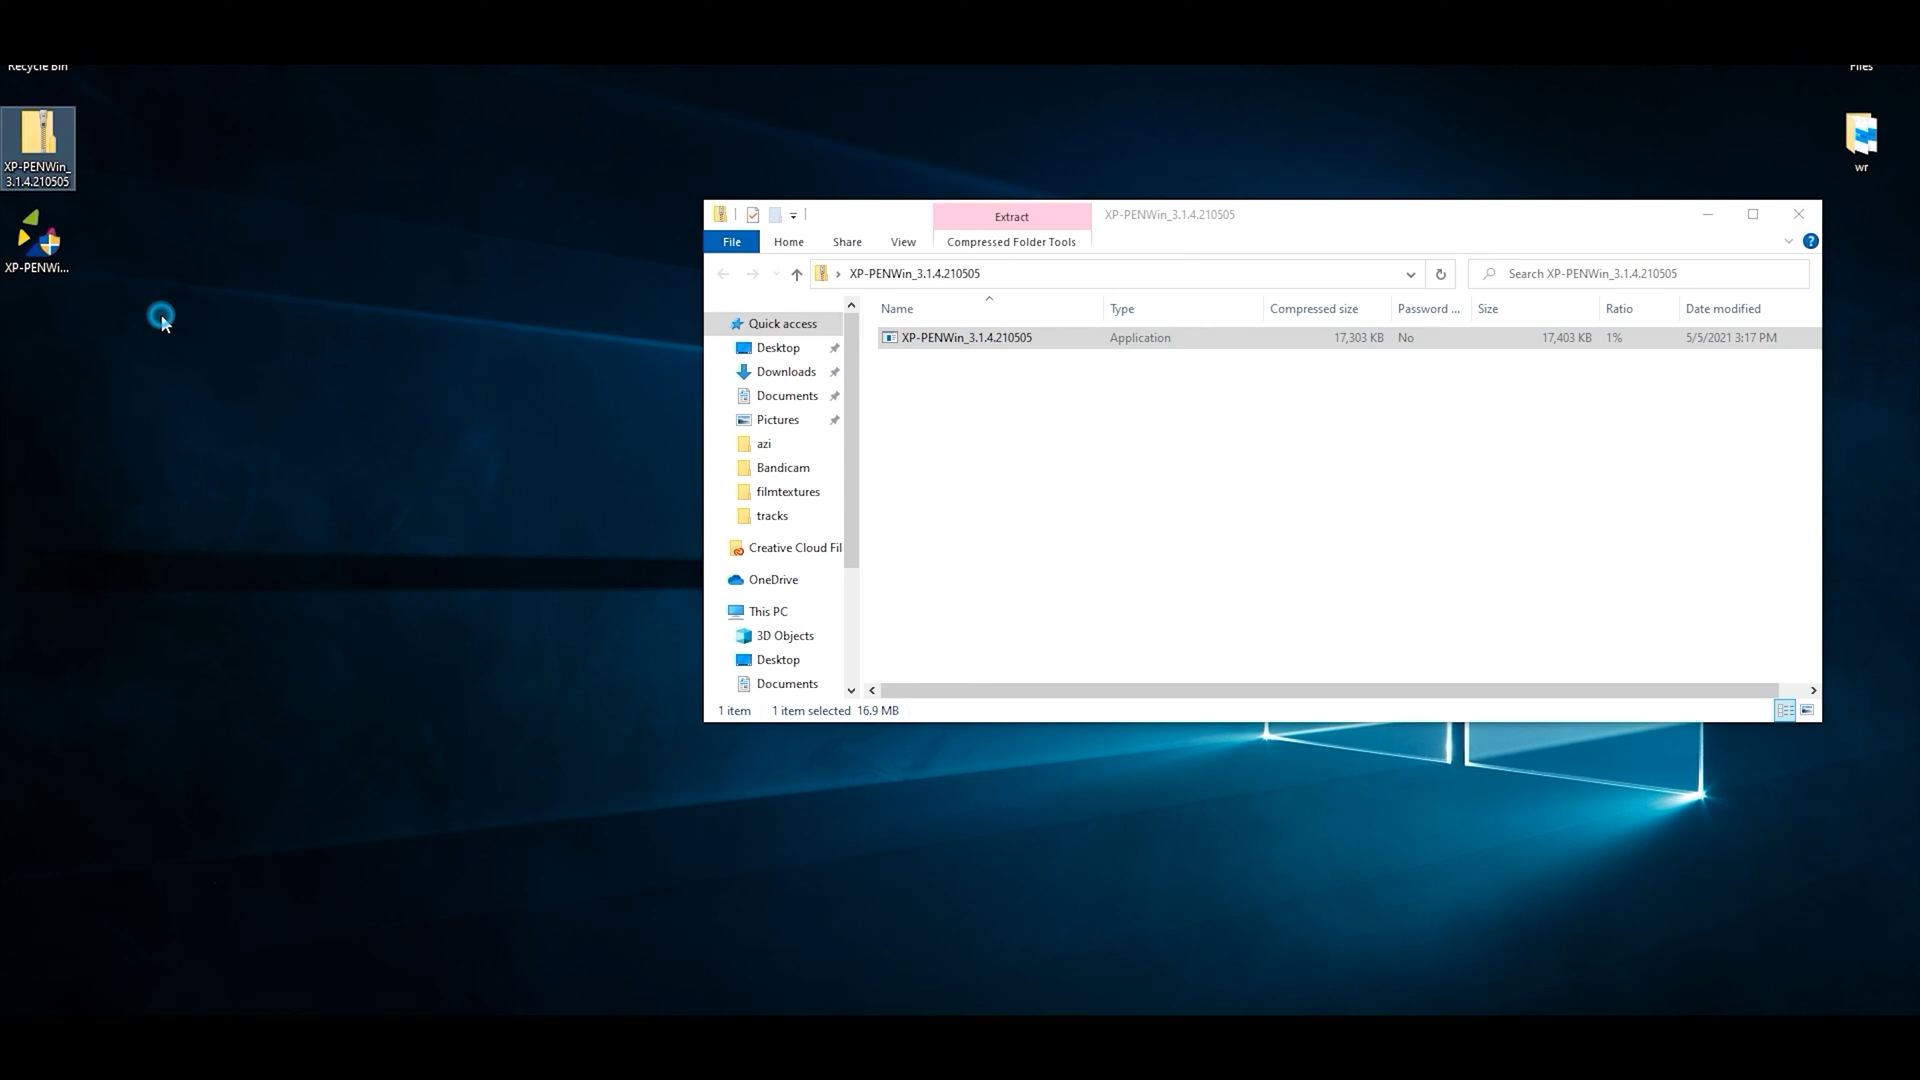 Recycle Bin
XP-PENWin_
3.1.4.210505
XP-PENWi...
Files
wr
Extract
XP-PENWin_3.1.4.210505
File
Home
Share
View
Compressed Folder Tools
XP-PENWin_3.1.4.210505
Search XP-PENWin_3.1.4.210505
Name
Type
Compressed size
Password ...
Size
Ratio
Date modified
XP-PENWin_3.1.4.210505
Application
17,303 KB
No
17,403 KB
1%
5/5/2021 3:17 PM
Quick access
Desktop
Downloads
Documents
Pictures
azi
Bandicam
filmtextures
tracks
Creative Cloud Fil
OneDrive
This PC
3D Objects
Desktop
Documents
1 item
1 item selected 16.9 MB